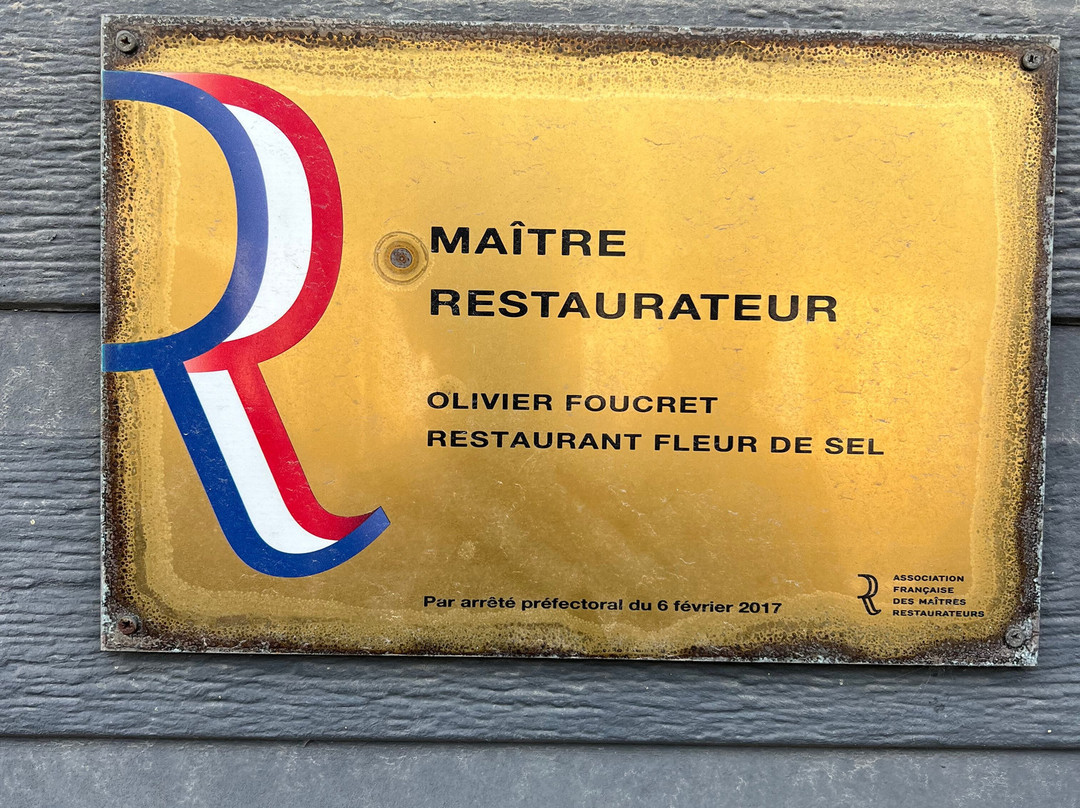 MAÎTRE
RESTAURATEUR
OLIVIER FOUCRET
RESTAURANT FLEUR DE SEL
Par arrêté préfectoral du 6 février 2017
ASSOCIATION
FRANÇAISE
DES MAÎTRES
RESTAURATEURS